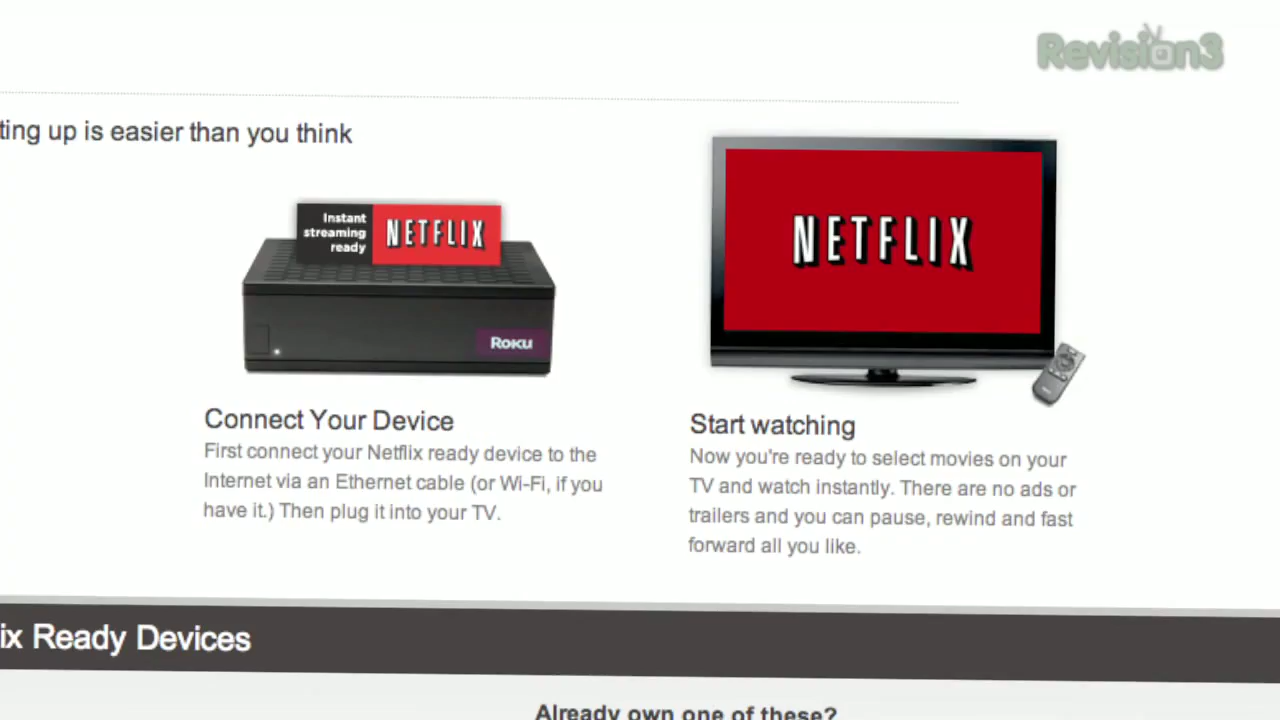 Revision3
ting up is easier than you think
Instant
streaming
ready
NETFLIX
ROKU
NETFLIX
Connect Your Device
First connect your Netflix ready device to the
Internet via an Ethernet cable (or Wi-Fi, if you
have it.) Then plug it into your TV.
Start watching
Now you're ready to select movies on your
TV and watch instantly. There are no ads or
trailers and you can pause, rewind and fast
forward all you like.
ix Ready Devices
Already own one of these?